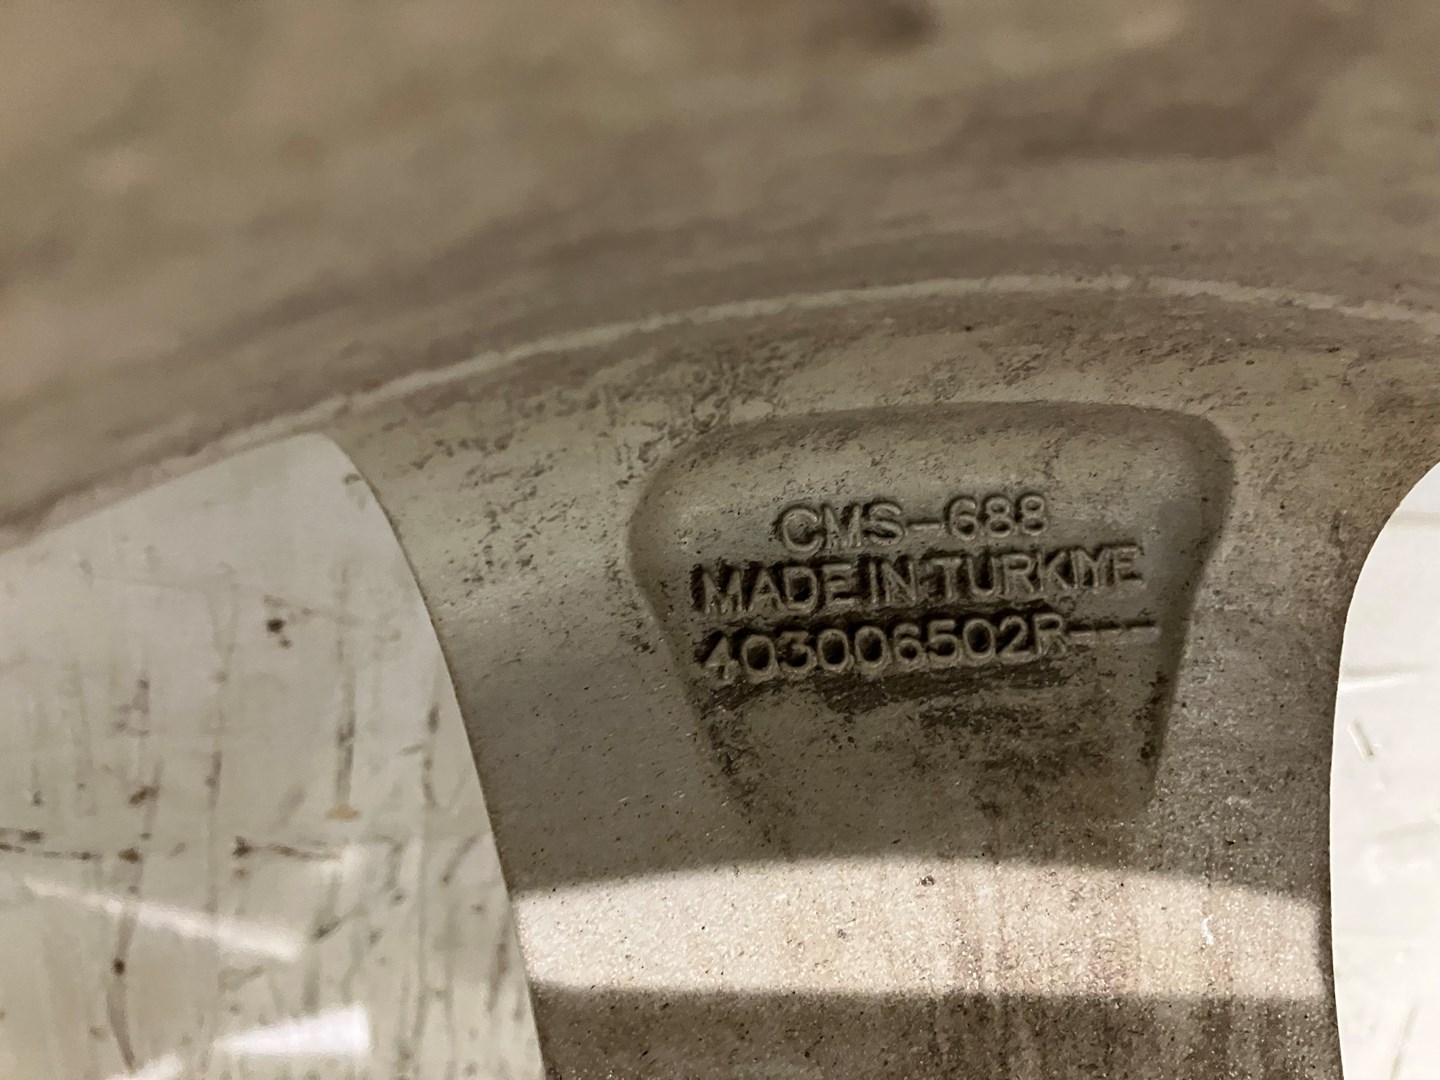 CMS-688
MADE IN TURKIYE
403006502R---